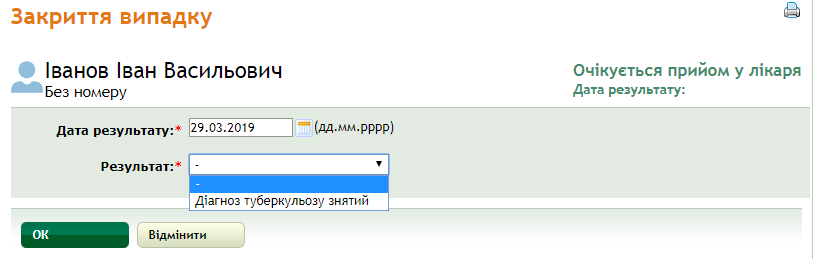 Закриття випадку
Іванов Іван Васильович
Без номеру
Очікується прийом у лікаря
Дата результату:
Дата результату:* 29.03.2019 (дд.мм.рррр)
Результат:* -
-
Діагноз туберкульозу знятий
ОК Відмінити